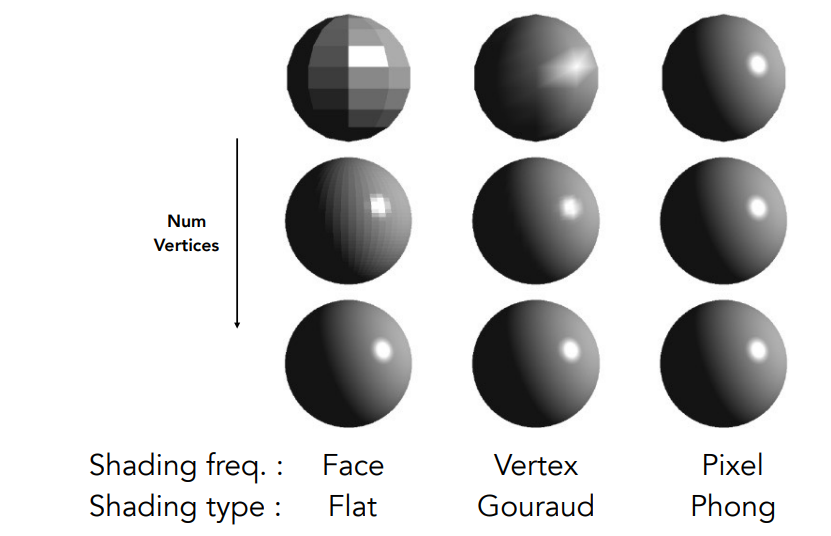 Num
Vertices
Shading freq. : Face Vertex Pixel
Shading type : Flat Gouraud Phong